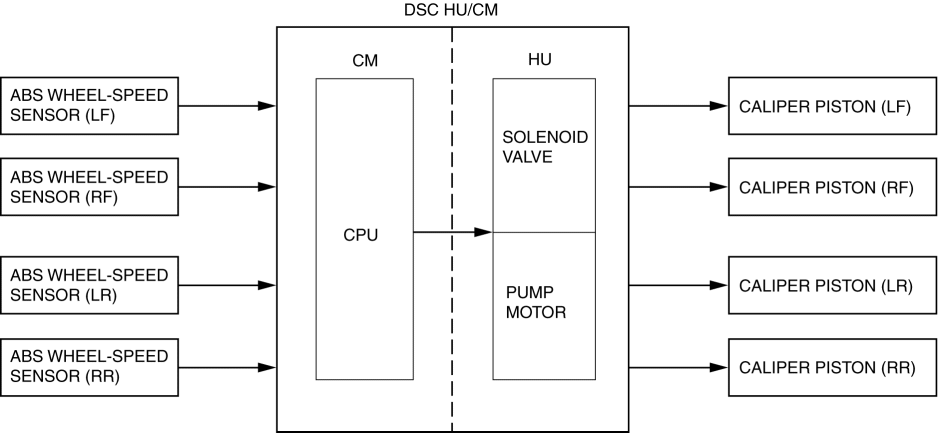 DSC HU/CM
CM
HU
ABS WHEEL-SPEED
SENSOR (LF)
ABS WHEEL-SPEED
SENSOR (RF)
ABS WHEEL-SPEED
SENSOR (LR)
ABS WHEEL-SPEED
SENSOR (RR)
CPU
SOLENOID
VALVE
PUMP
MOTOR
CALIPER PISTON (LF)
CALIPER PISTON (RF)
CALIPER PISTON (LR)
CALIPER PISTON (RR)